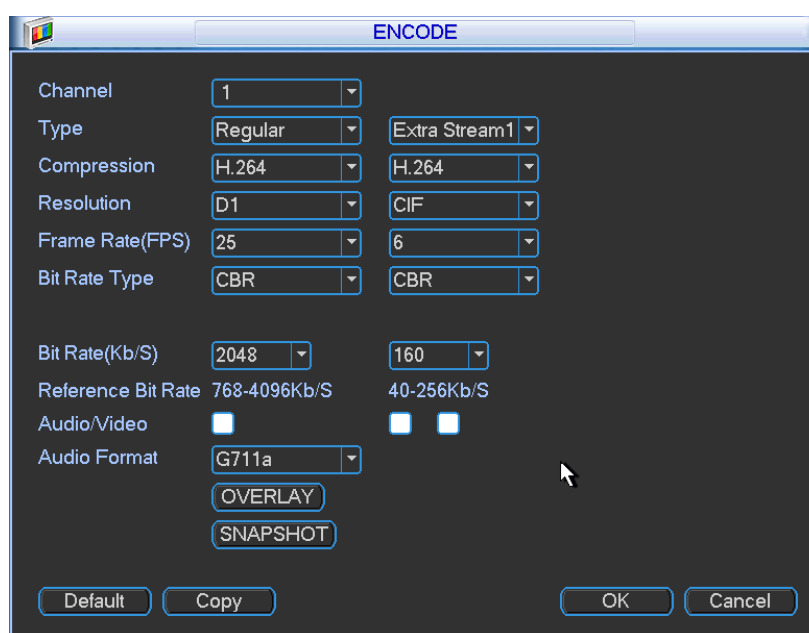 ENCODE
Channel 1
Type Regular Extra Stream1
Compression H.264 H.264
Resolution D1 CIF
Frame Rate(FPS) 25 6
Bit Rate Type CBR CBR
Bit Rate(Kb/S) 2048 160
Reference Bit Rate 768-4096Kb/S 40-256Kb/S
Audio/Video
Audio Format G711a
OVERLAY
SNAPSHOT
Default Copy OK Cancel